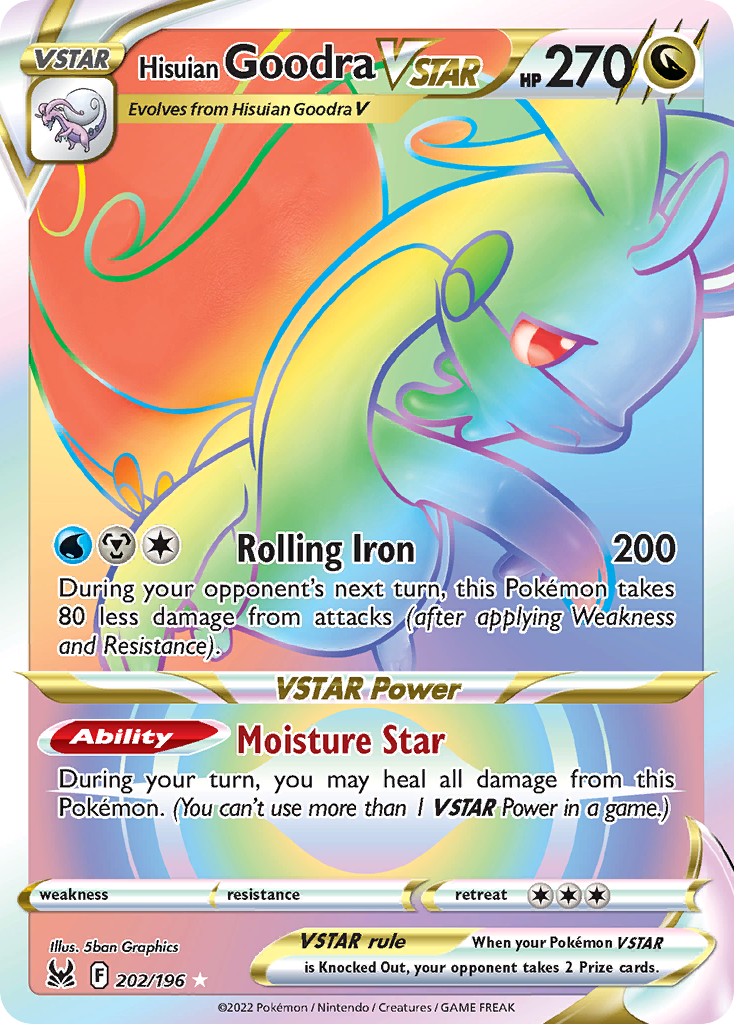 VSTAR
Hisuian Goodra VSTAR HP 270
Evolves from Hisuian Goodra V
Rolling Iron 200
During your opponent's next turn, this Pokémon takes
80 less damage from attacks (after applying Weakness
and Resistance).
VSTAR Power
Ability Moisture Star
During your turn, you may heal all damage from this
Pokémon. (You can't use more than 1 VSTAR Power in a game.)
weakness resistance retreat
Illus. 5ban Graphics
F 202/196
VSTAR rule When your Pokémon VSTAR
is Knocked Out, your opponent takes 2 Prize cards.
©2022 Pokémon / Nintendo / Creatures / GAME FREAK